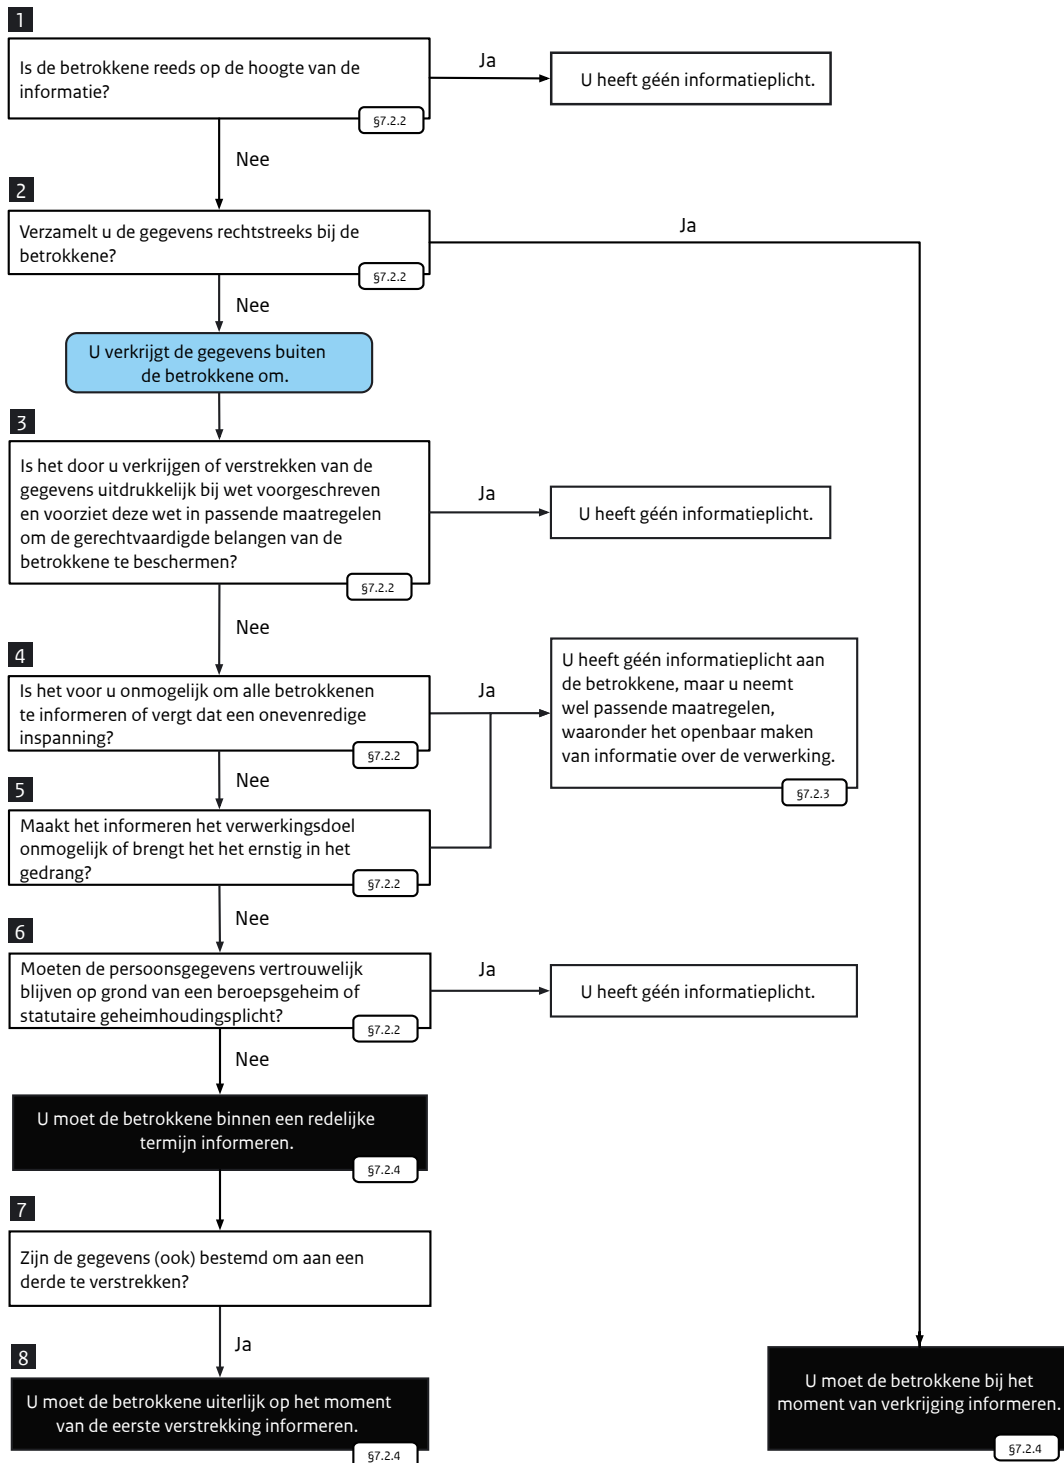 1
Is de betrokkene reeds op de hoogte van de
informatie?
§7.2.2
Ja
U heeft géén informatieplicht.
Nee
2
Verzamelt u de gegevens rechtstreeks bij de
betrokkene?
§7.2.2
Ja
Nee
U verkrijgt de gegevens buiten
de betrokkene om.
3
Is het door u verkrijgen of verstrekken van de
gegevens uitdrukkelijk bij wet voorgeschreven
en voorziet deze wet in passende maatregelen
om de gerechtvaardigde belangen van de
betrokkene te beschermen?
§7.2.2
Ja
U heeft géén informatieplicht.
Nee
4
Is het voor u onmogelijk om alle betrokkenen
te informeren of vergt dat een onevenredige
inspanning?
§7.2.2
Ja
U heeft géén informatieplicht aan
de betrokkene, maar u neemt
wel passende maatregelen,
waaronder het openbaar maken
van informatie over de verwerking.
§7.2.3
Nee
5
Maakt het informeren het verwerkingsdoel
onmogelijk of brengt het het ernstig in het
gedrang?
§7.2.2
Nee
6
Moeten de persoonsgegevens vertrouwelijk
blijven op grond van een beroepsgeheim of
statutaire geheimhoudingsplicht?
§7.2.2
Ja
U heeft géén informatieplicht.
Nee
U moet de betrokkene binnen een redelijke
termijn informeren.
§7.2.4
7
Zijn de gegevens (ook) bestemd om aan een
derde te verstrekken?
Ja
8
U moet de betrokkene uiterlijk op het moment
van de eerste verstrekking informeren.
§7.2.4
U moet de betrokkene bij het
moment van verkrijging informeren.
§7.2.4